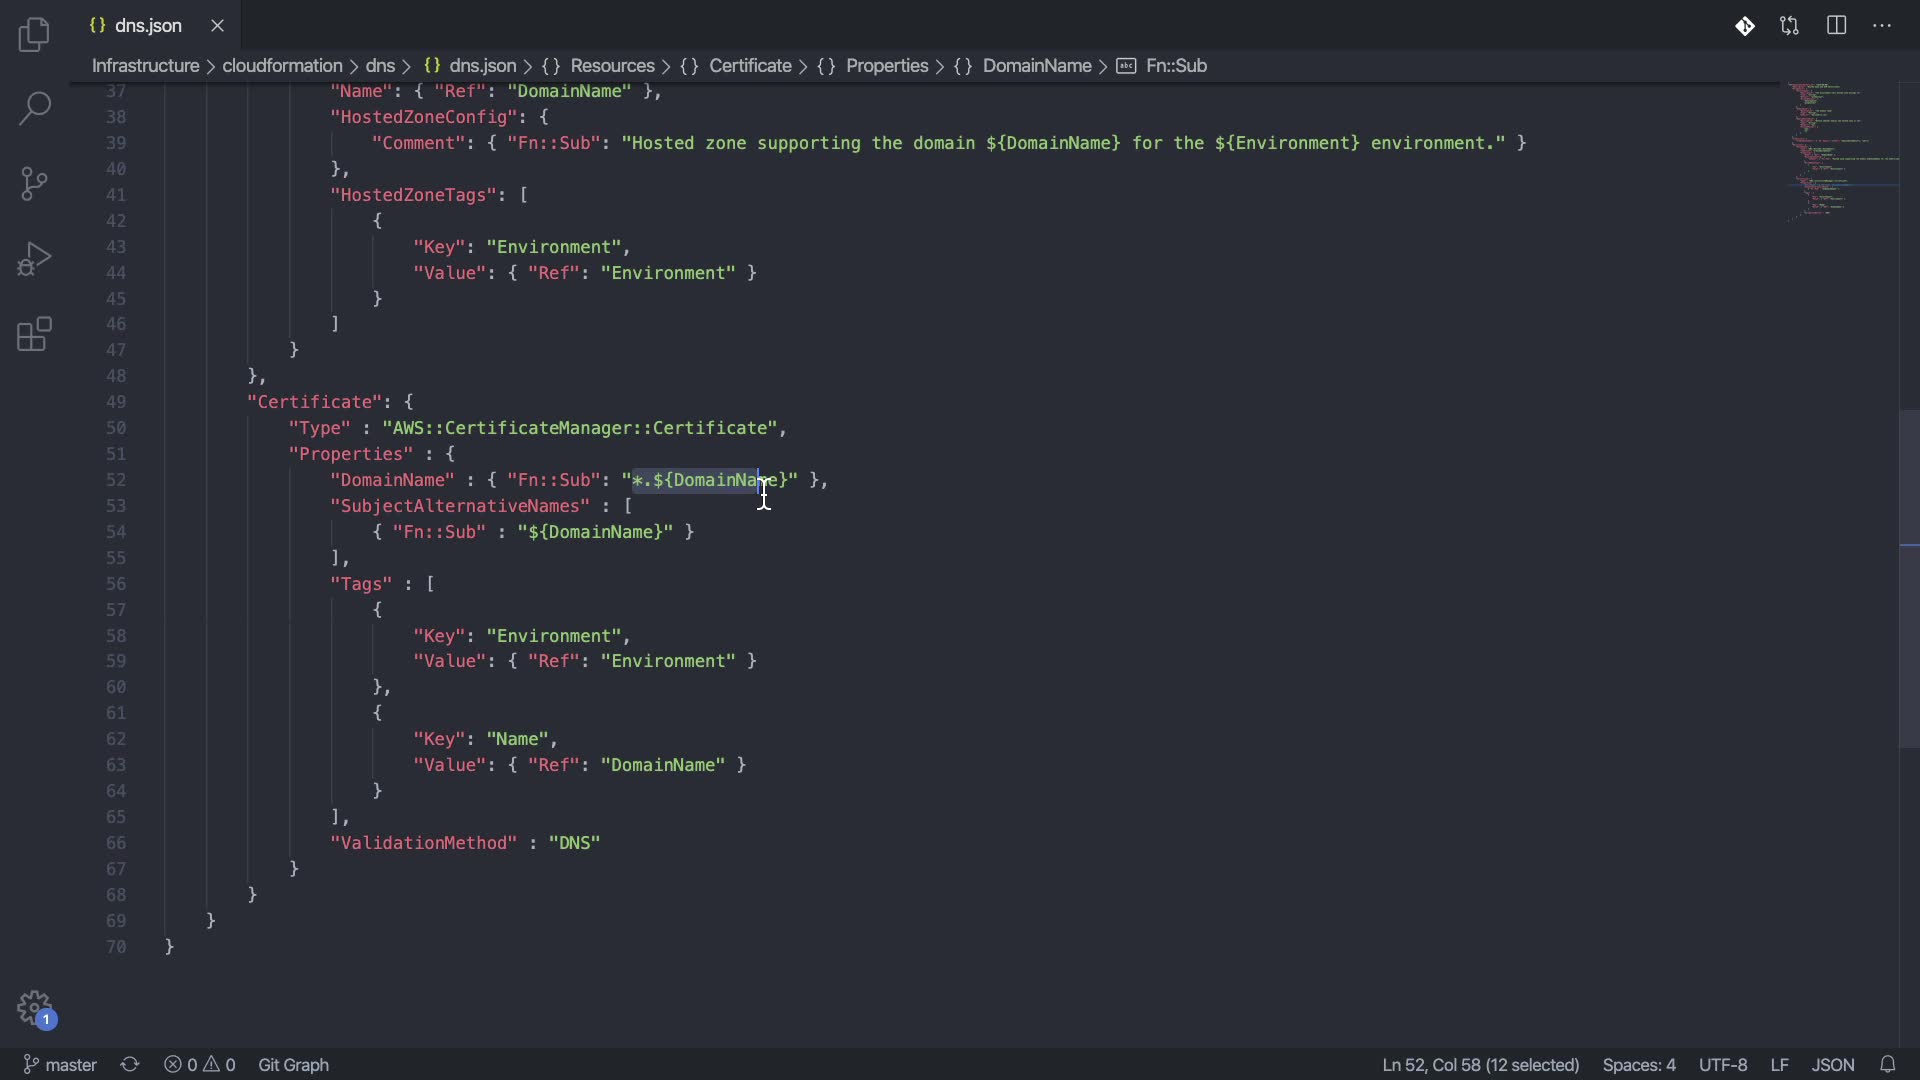 {} dns.json
Infrastructure > cloudformation > dns > {} dns.json > {} Resources > {} Certificate > {} Properties > {} DomainName > abc Fn::Sub
37 "Name": { "Ref": "DomainName" },
38 "HostedZoneConfig": {
39 "Comment": { "Fn::Sub": "Hosted zone supporting the domain ${DomainName} for the ${Environment} environment." }
40 },
41 "HostedZoneTags": [
42 {
43 "Key": "Environment",
44 "Value": { "Ref": "Environment" }
45 }
46 ]
47 }
48 },
49 "Certificate": {
50 "Type" : "AWS::CertificateManager::Certificate",
51 "Properties" : {
52 "DomainName" : { "Fn::Sub": "*.${DomainName}" },
53 "SubjectAlternativeNames" : [
54 { "Fn::Sub" : "${DomainName}" }
55 ],
56 "Tags" : [
57 {
58 "Key": "Environment",
59 "Value": { "Ref": "Environment" }
60 },
61 {
62 "Key": "Name",
63 "Value": { "Ref": "DomainName" }
64 }
65 ],
66 "ValidationMethod" : "DNS"
67 }
68 }
69 }
70 }
1
master 0 0 Git Graph Ln 52, Col 58 (12 selected) Spaces: 4 UTF-8 LF JSON